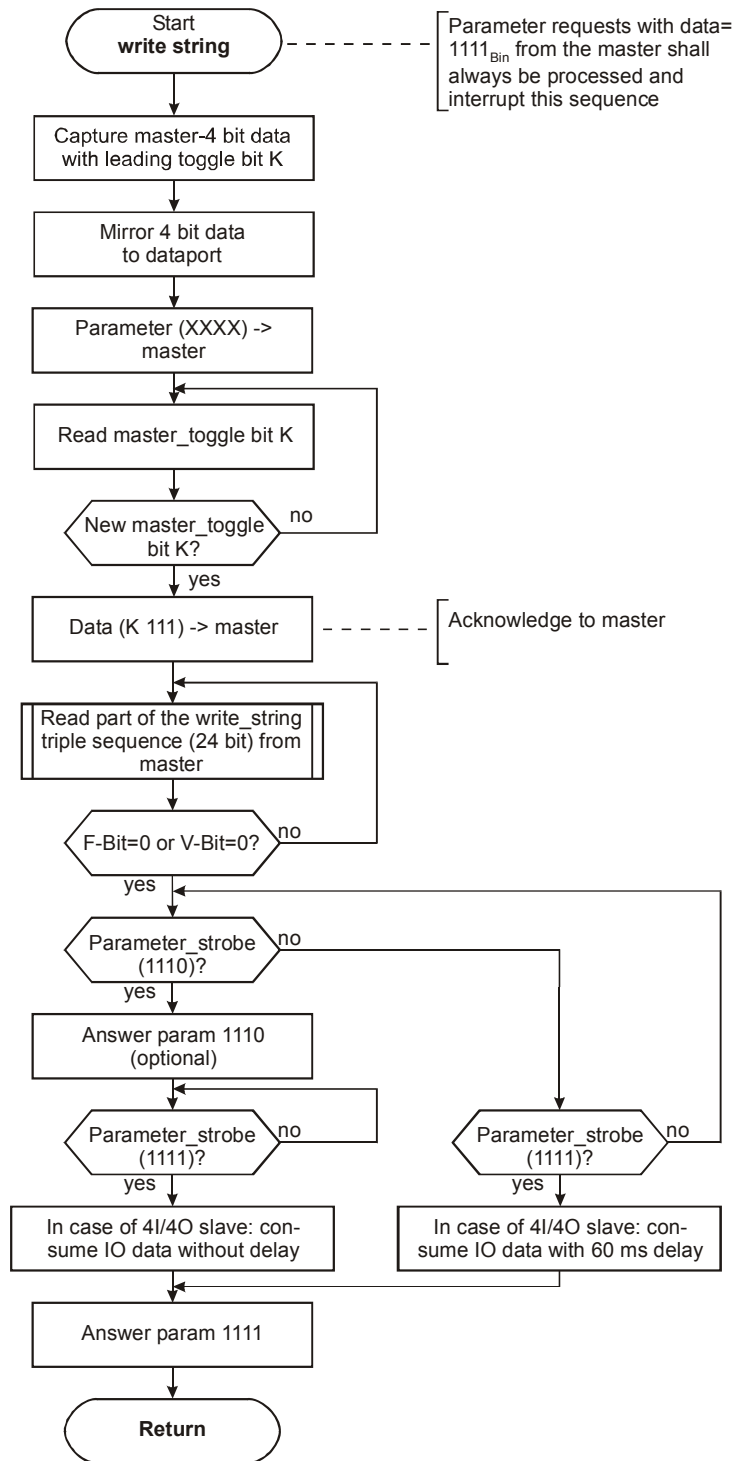 Start
write string
Parameter requests with data=
1111Bin from the master shall
always be processed and
interrupt this sequence
Capture master-4 bit data
with leading toggle bit K
Mirror 4 bit data
to dataport
Parameter (XXXX) ->
master
Read master_toggle bit K
New master_toggle
bit K?
no
yes
Data (K 111) -> master
Acknowledge to master
Read part of the write_string
triple sequence (24 bit) from
master
F-Bit=0 or V-Bit=0?
no
yes
Parameter_strobe
(1110)?
no
yes
Answer param 1110
(optional)
Parameter_strobe
(1111)?
no
yes
Parameter_strobe
(1111)?
no
yes
In case of 4I/4O slave: con-
sume IO data without delay
In case of 4I/4O slave: con-
sume IO data with 60 ms delay
Answer param 1111
Return